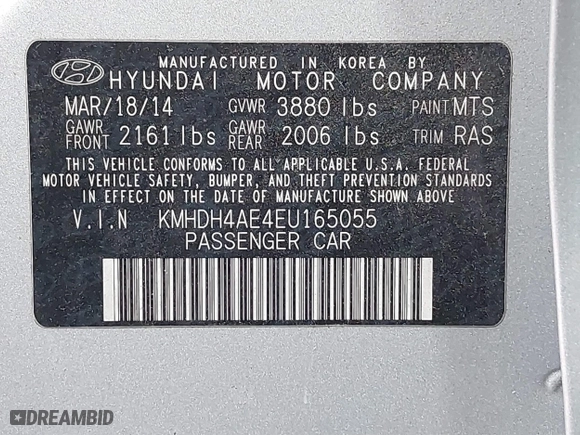 MANUFACTURED IN KOREA BY
HYUNDAI MOTOR COMPANY
MAR/18/14 GVWR 3880 lbs PAINT MTS
GAWR FRONT 2161 lbs GAWR REAR 2006 lbs TRIM RAS
THIS VEHICLE CONFORMS TO ALL APPLICABLE U.S.A. FEDERAL
MOTOR VEHICLE SAFETY, BUMPER, AND THEFT PREVENTION STANDARDS
IN EFFECT ON THE DATE OF MANUFACTURE SHOWN ABOVE
V.I.N KMHDH4AE4EU165055
PASSENGER CAR
DREAMBID